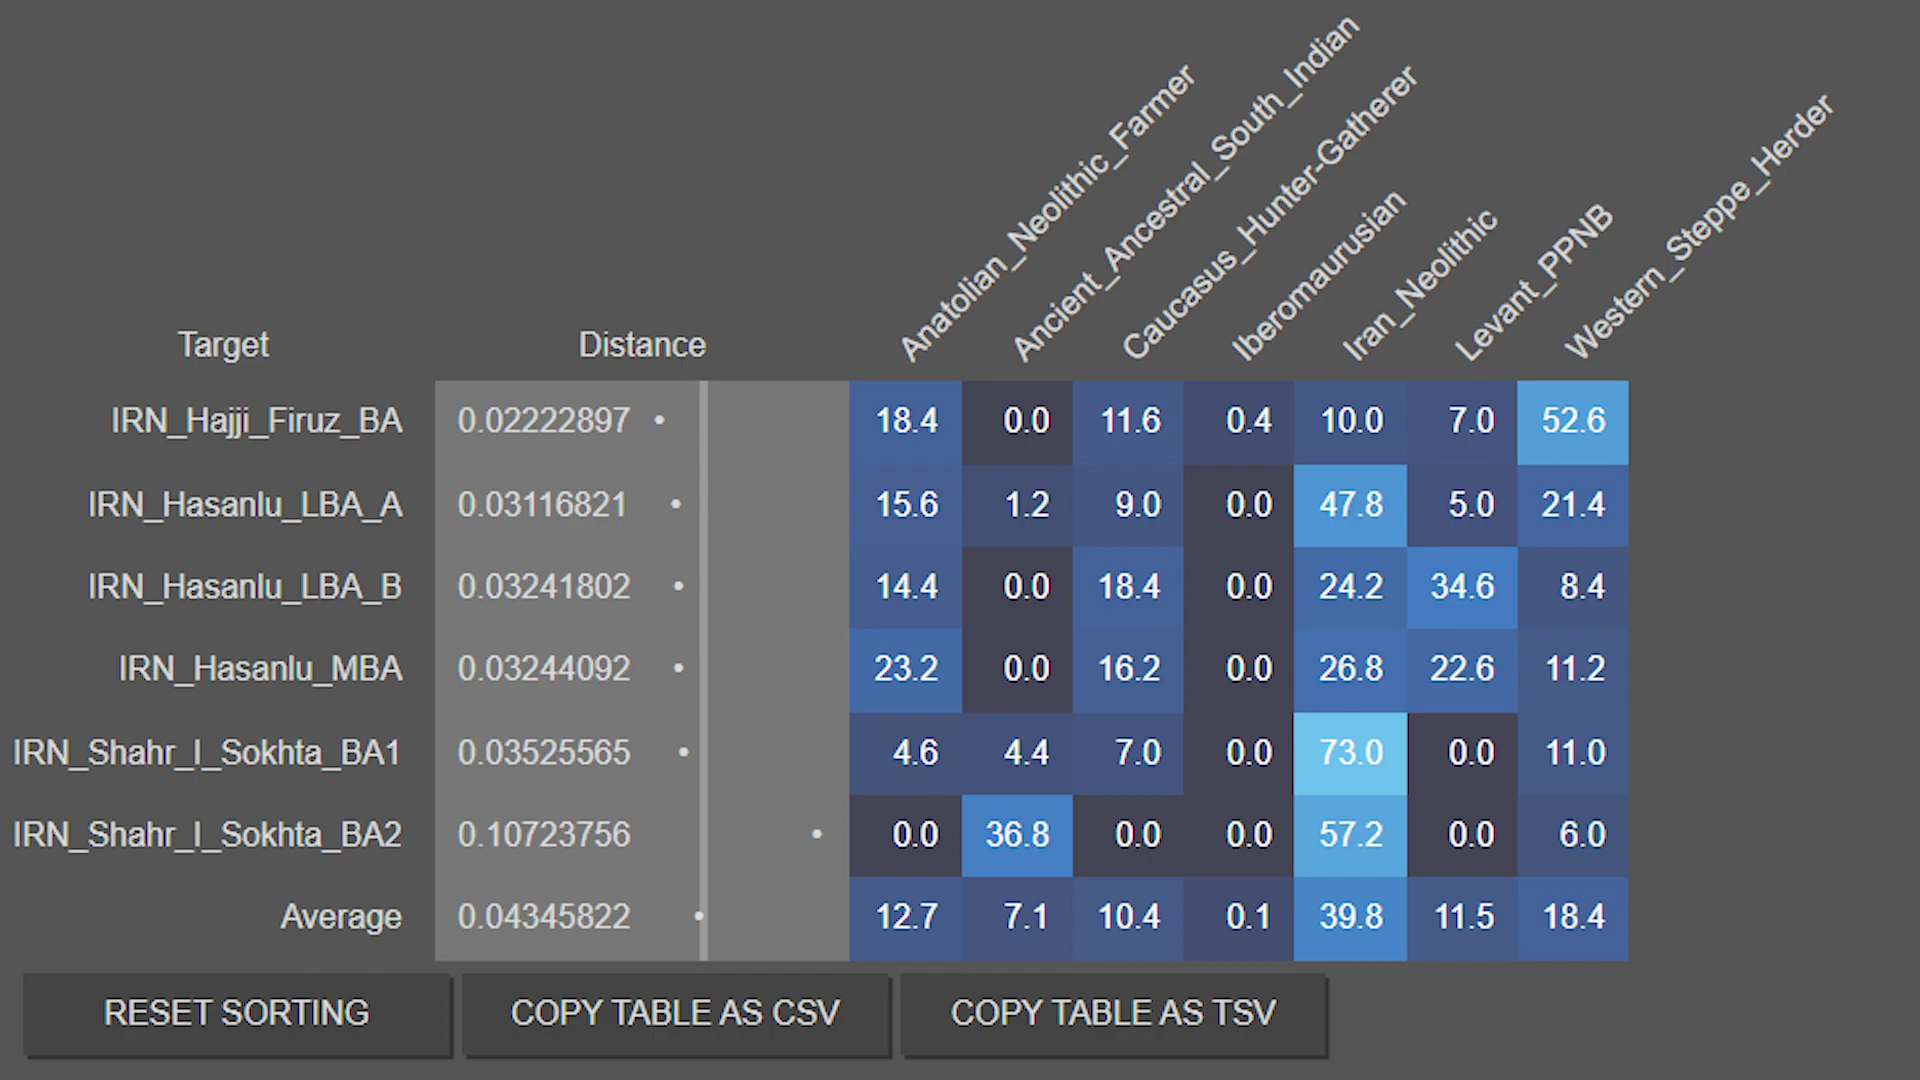 Target Distance Anatolian_Neolithic_Farmer Ancient_Ancestral_South_Indian Caucasus_Hunter-Gatherer Iberomaurusian Iran_Neolithic Levant_PPNB Western_Steppe_Herder
IRN_Hajji_Firuz_BA 0.02222897 18.4 0.0 11.6 0.4 10.0 7.0 52.6
IRN_Hasanlu_LBA_A 0.03116821 15.6 1.2 9.0 0.0 47.8 5.0 21.4
IRN_Hasanlu_LBA_B 0.03241802 14.4 0.0 18.4 0.0 24.2 34.6 8.4
IRN_Hasanlu_MBA 0.03244092 23.2 0.0 16.2 0.0 26.8 22.6 11.2
IRN_Shahr_I_Sokhta_BA1 0.03525565 4.6 4.4 7.0 0.0 73.0 0.0 11.0
IRN_Shahr_I_Sokhta_BA2 0.10723756 0.0 36.8 0.0 0.0 57.2 0.0 6.0
Average 0.04345822 12.7 7.1 10.4 0.1 39.8 11.5 18.4
RESET SORTING COPY TABLE AS CSV COPY TABLE AS TSV